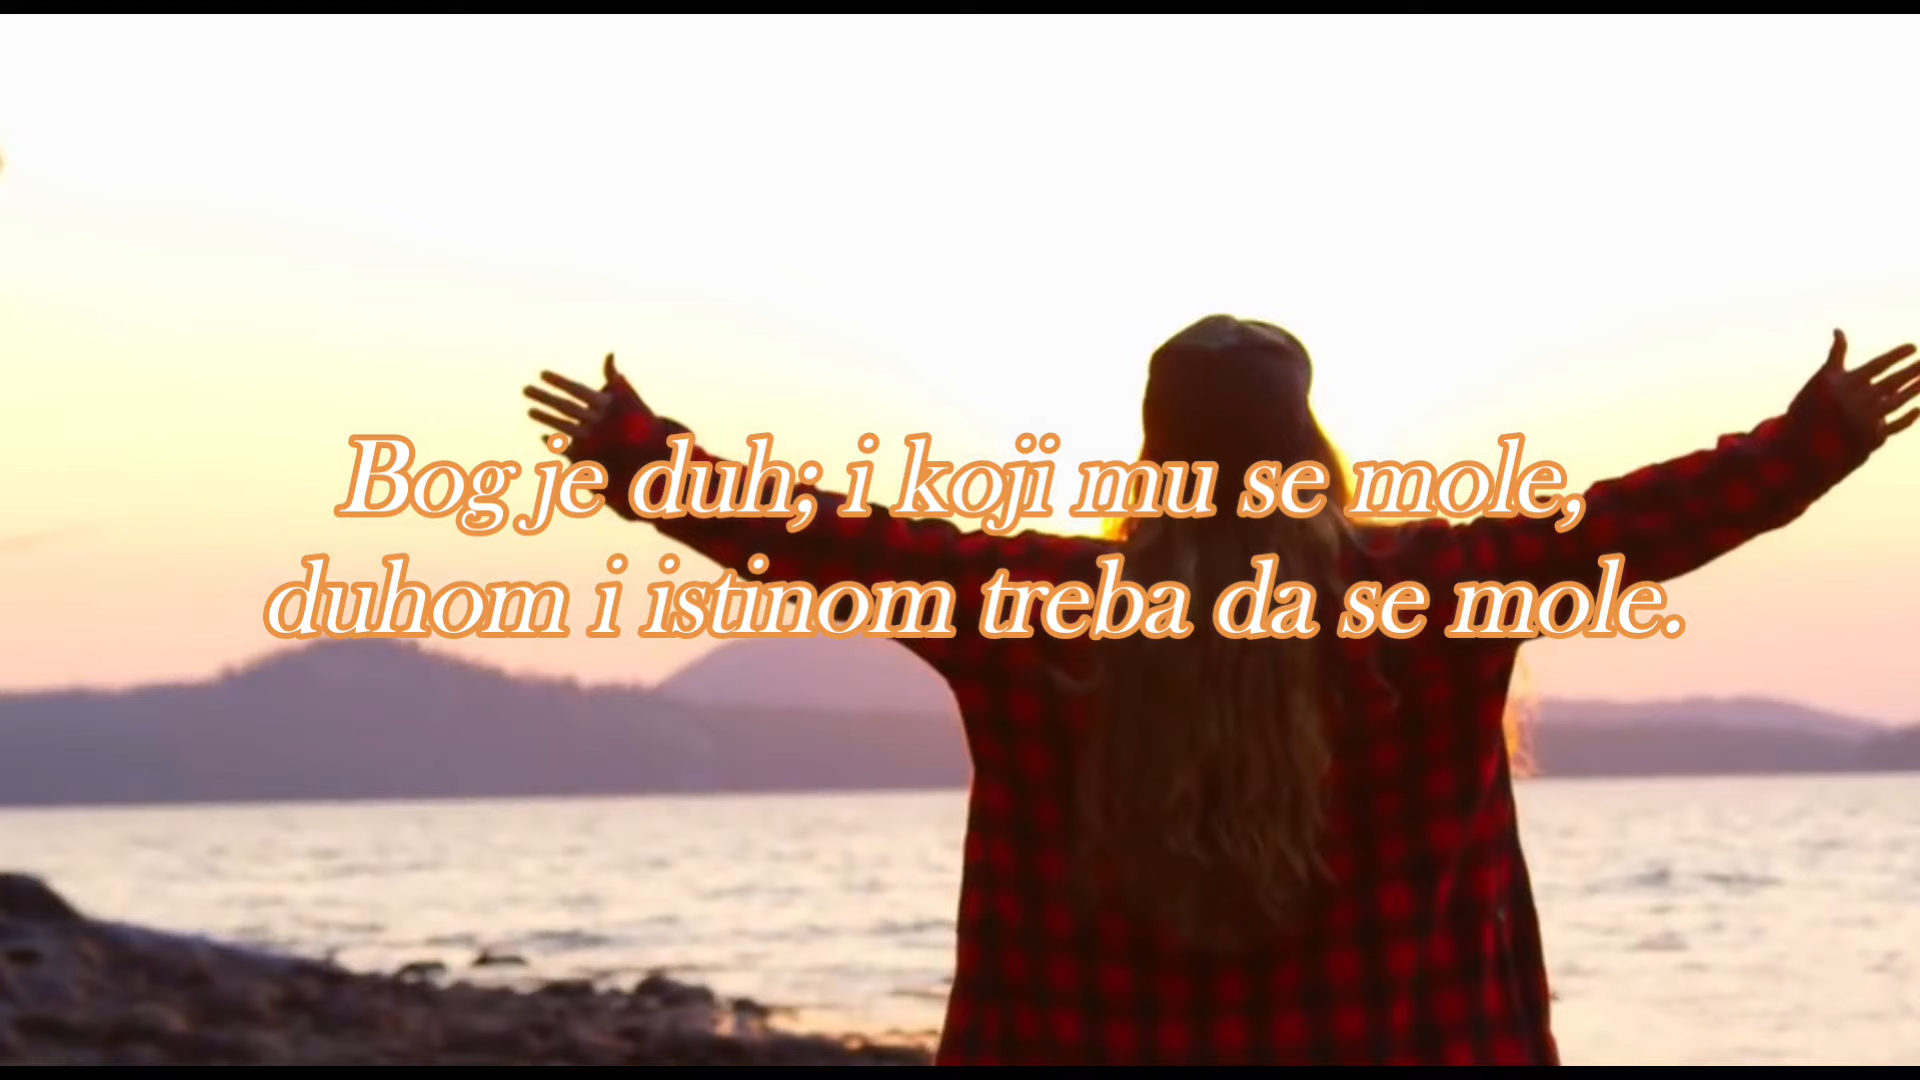 Bog je duh; i koji mu se mole,
duhom i istinom treba da se mole.